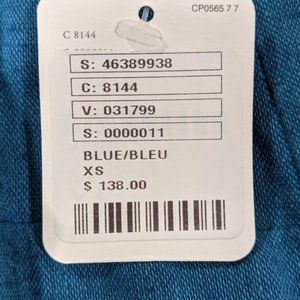 CP0565 7 7
C 8144
S: 46389938
C: 8144
V: 031799
S: 0000011
BLUE/BLEU
XS
$ 138.00